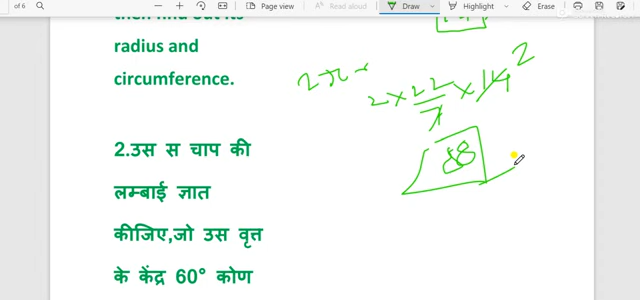 of 6
Page view
Read aloud
Draw
Highlight
Erase
radius and
circumference.
2πr
2 × 22/7 × 14 2
88
2.उस स चाप की
लम्बाई ज्ञात
कीजिए,जो उस वृत्त
के केंद्र 60° कोण